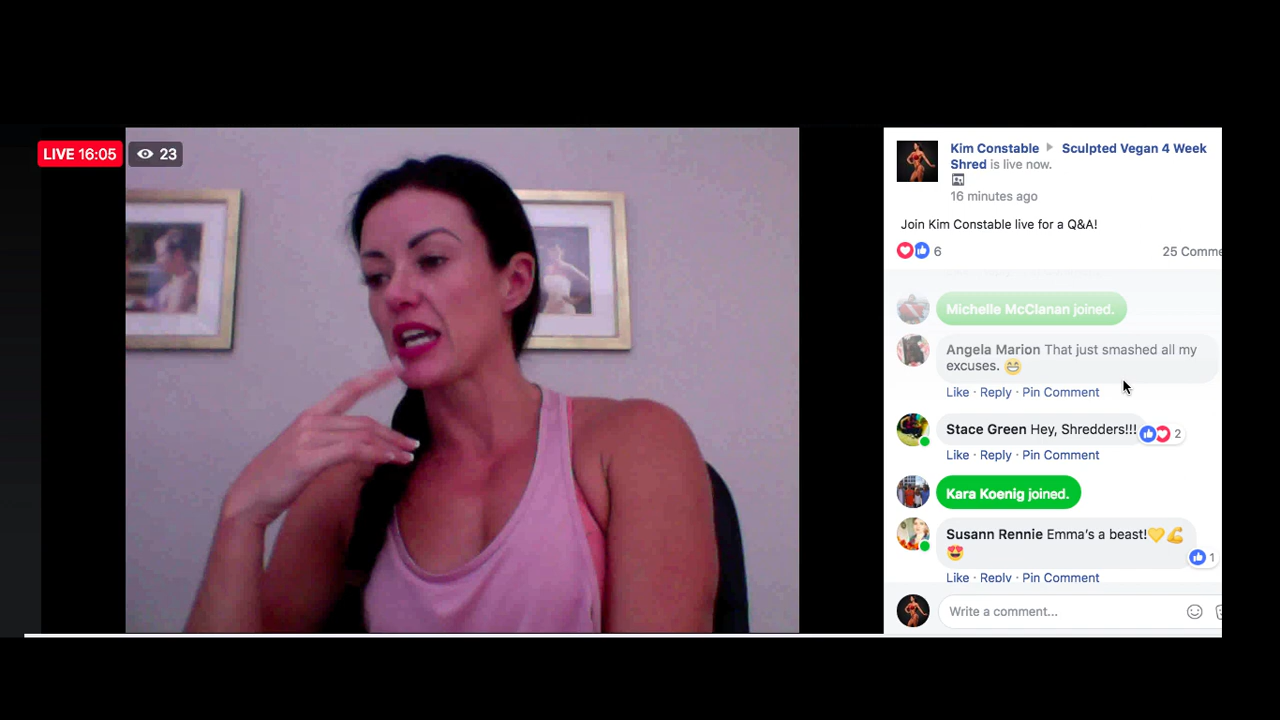 LIVE 16:05
23
Kim Constable Sculpted Vegan 4 Week
Shred is live now.
16 minutes ago
Join Kim Constable live for a Q&A!
6
25 Comme
Michelle McClanan joined.
Angela Marion That just smashed all my
excuses. 😁
Like · Reply · Pin Comment
Stace Green Hey, Shredders!!!
2
Like · Reply · Pin Comment
Kara Koenig joined.
Susann Rennie Emma's a beast!💛💪
😍
1
Like · Reply · Pin Comment
Write a comment...